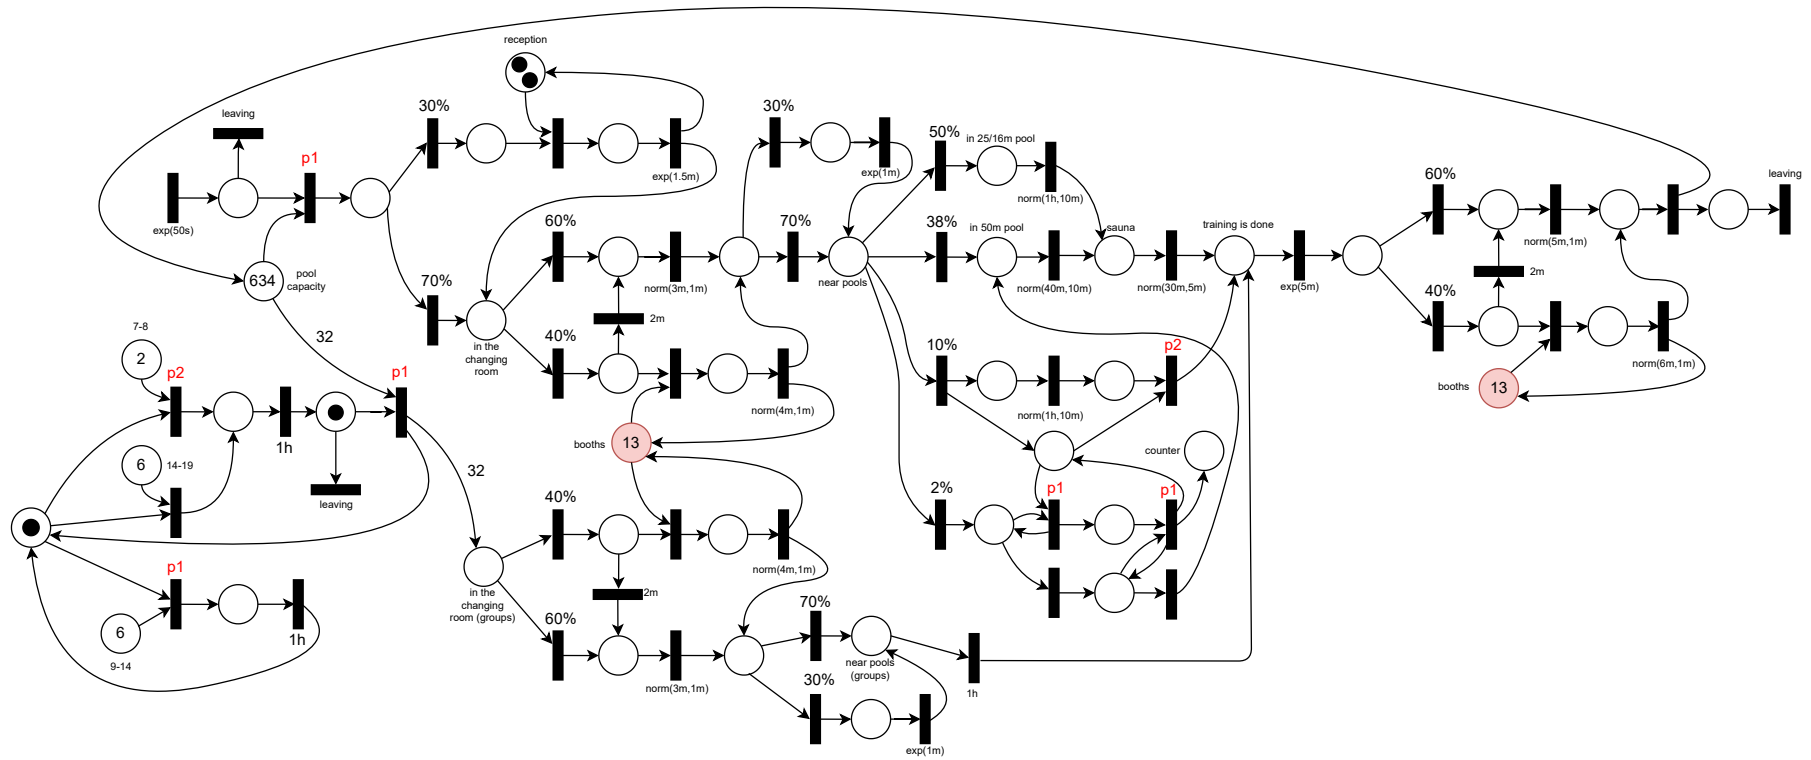 reception
leaving
30%
30%
50%
in 25/16m pool
p1
exp(1.5m)
exp(1m)
60%
leaving
norm(1h,10m)
exp(50s)
60%
70%
38%
in 50m pool
sauna
training is done
norm(5m,1m)
634
pool
capacity
70%
near pools
2m
norm(3m,1m)
norm(40m,10m)
norm(30m,5m)
exp(5m)
40%
2m
7-8
32
in the
changing
room
40%
10%
p2
norm(6m,1m)
2
p2
p1
norm(4m,1m)
norm(1h,10m)
booths
13
1h
booths
13
counter
6
14-19
32
leaving
40%
2%
p1
p1
norm(4m,1m)
p1
in the
changing
room (groups)
2m
70%
60%
6
1h
9-14
near pools
(groups)
30%
norm(3m,1m)
1h
exp(1m)